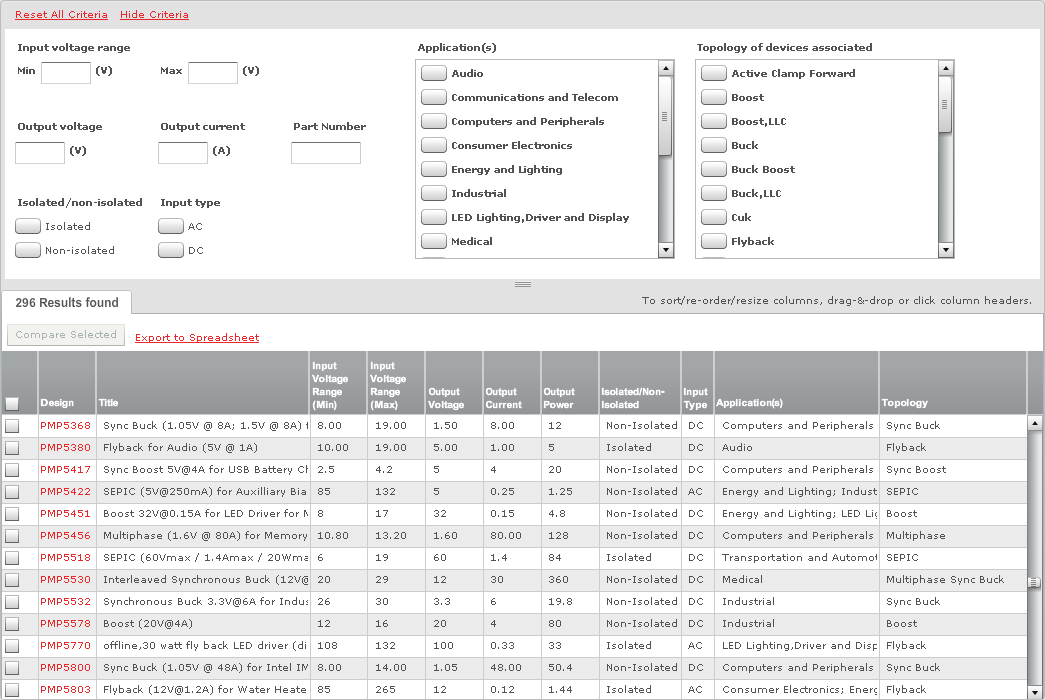 Reset All Criteria Hide Criteria
Input voltage range
Min (V) Max (V)
Output voltage Output current Part Number
(V) (A)
Isolated/non-isolated Input type
Isolated AC
Non-isolated DC
Application(s)
Audio
Communications and Telecom
Computers and Peripherals
Consumer Electronics
Energy and Lighting
Industrial
LED Lighting,Driver and Display
Medical
Topology of devices associated
Active Clamp Forward
Boost
Boost,LLC
Buck
Buck Boost
Buck,LLC
Cuk
Flyback
296 Results found To sort/re-order/resize columns, drag-&-drop or click column headers.
Compare Selected Export to Spreadsheet
Design Title Input Voltage Range (Min) Input Voltage Range (Max) Output Voltage Output Current Output Power Isolated/Non-Isolated Input Type Application(s) Topology
PMP5368 Sync Buck (1.05V @ 8A; 1.5V @ 8A) 8.00 19.00 1.50 8.00 12 Non-Isolated DC Computers and Peripherals Sync Buck
PMP5380 Flyback for Audio (5V @ 1A) 10.00 19.00 5.00 1.00 5 Isolated DC Audio Flyback
PMP5417 Sync Boost 5V@4A for USB Battery Ch 2.5 4.2 5 4 20 Non-Isolated DC Computers and Peripherals Sync Boost
PMP5422 SEPIC (5V@250mA) for Auxilliary Bia 85 132 5 0.25 1.25 Non-Isolated AC Energy and Lighting; Indust SEPIC
PMP5451 Boost 32V@0.15A for LED Driver for 8 17 32 0.15 4.8 Non-Isolated DC Energy and Lighting; LED Lig Boost
PMP5456 Multiphase (1.6V @ 80A) for Memory 10.80 13.20 1.60 80.00 128 Non-Isolated DC Computers and Peripherals Multiphase
PMP5518 SEPIC (60Vmax / 1.4Amax / 20Wma 6 19 60 1.4 84 Isolated DC Transportation and Automot SEPIC
PMP5530 Interleaved Synchronous Buck (12V@ 20 29 12 30 360 Non-Isolated DC Medical Multiphase Sync Buck
PMP5532 Synchronous Buck 3.3V@6A for Indus 26 30 3.3 6 19.8 Non-Isolated DC Industrial Sync Buck
PMP5578 Boost (20V@4A) 12 16 20 4 80 Non-Isolated DC Industrial Boost
PMP5770 offline,30 watt fly back LED driver (di 108 132 100 0.33 33 Isolated AC LED Lighting,Driver and Disp Flyback
PMP5800 Sync Buck (1.05V @ 48A) for Intel IM 8.00 14.00 1.05 48.00 50.4 Non-Isolated DC Computers and Peripherals Sync Buck
PMP5803 Flyback (12V@1.2A) for Water Heate 85 265 12 0.12 1.44 Isolated AC Consumer Electronics; Energ Flyback